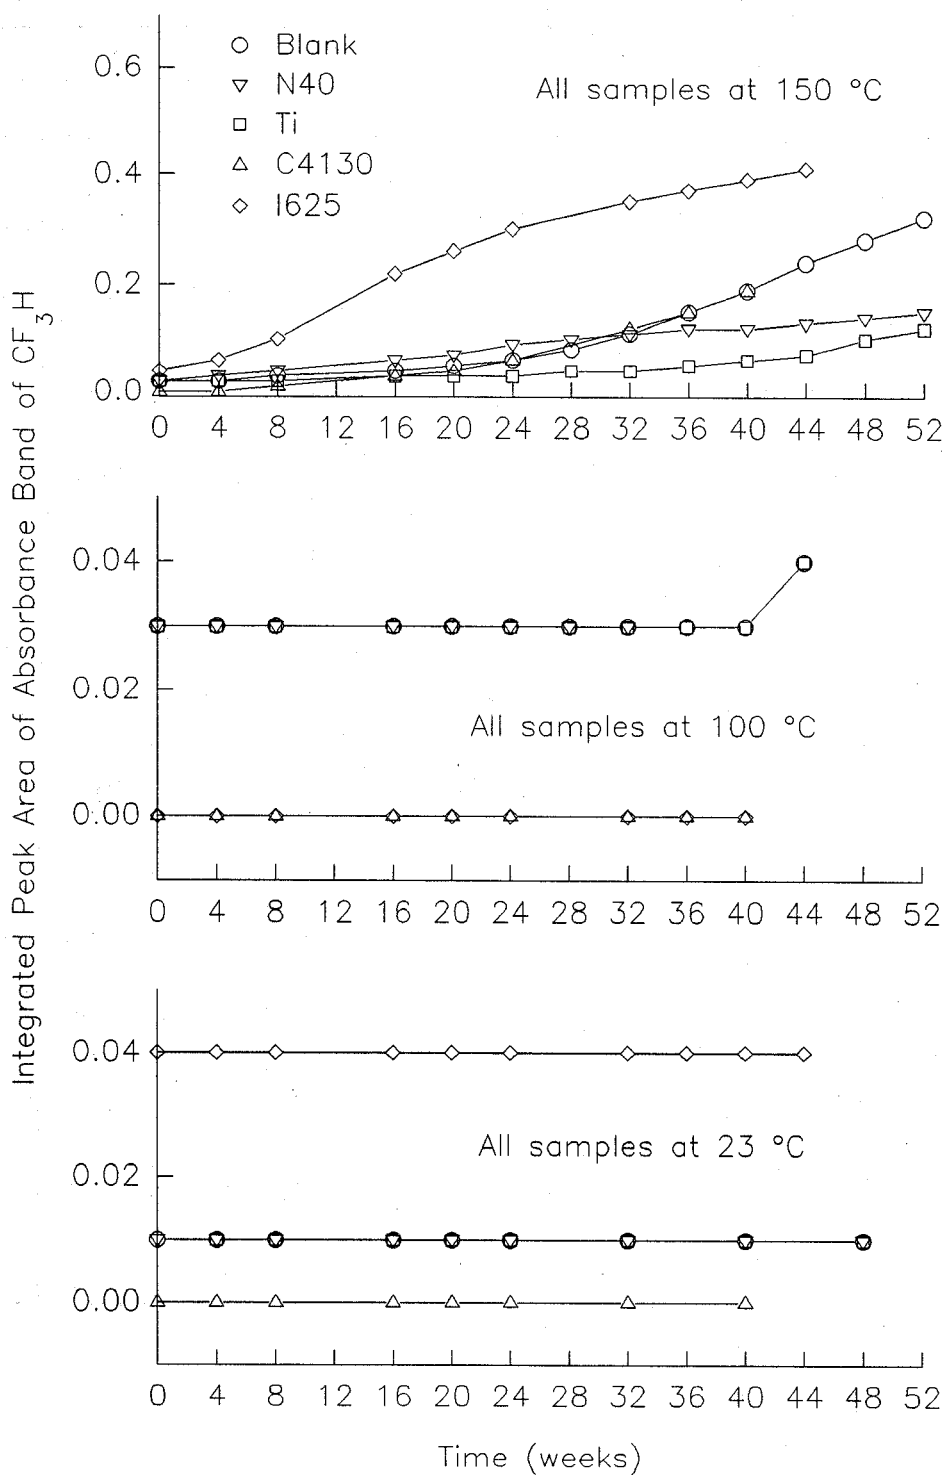 Integrated Peak Area of Absorbance Band of CF3H
Blank
N40
Ti
C4130
I625
All samples at 150 °C
0.6
0.4
0.2
0.0
0 4 8 12 16 20 24 28 32 36 40 44 48 52
0.04
0.02
0.00
All samples at 100 °C
0 4 8 12 16 20 24 28 32 36 40 44 48 52
0.04
0.02
0.00
All samples at 23 °C
0 4 8 12 16 20 24 28 32 36 40 44 48 52
Time (weeks)